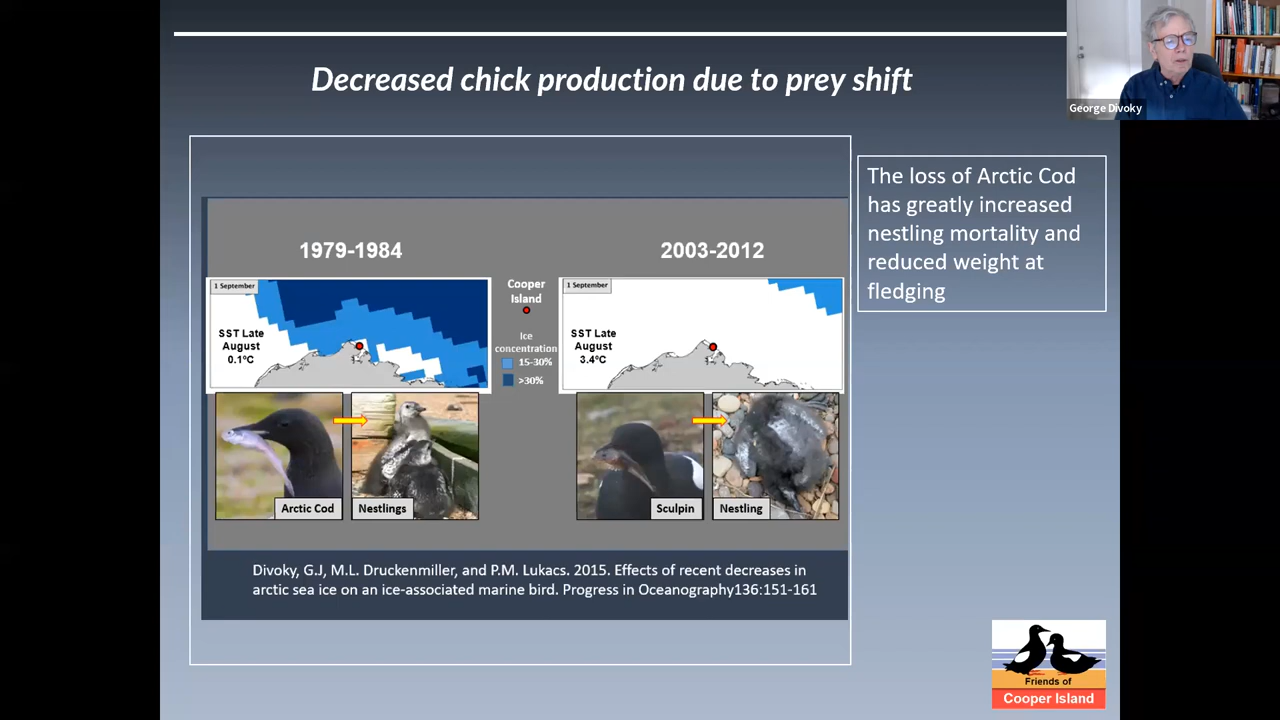 George Divoky
Decreased chick production due to prey shift
The loss of Arctic Cod
has greatly increased
nestling mortality and
reduced weight at
fledging
1979-1984
2003-2012
1 September
SST Late
August
0.1°C
Cooper
Island
Ice
concentration
15-30%
>30%
1 September
SST Late
August
3.4°C
Arctic Cod
Nestlings
Sculpin
Nestling
Divoky, G.J, M.L. Druckenmiller, and P.M. Lukacs. 2015. Effects of recent decreases in
arctic sea ice on an ice-associated marine bird. Progress in Oceanography136:151-161
Friends of
Cooper Island